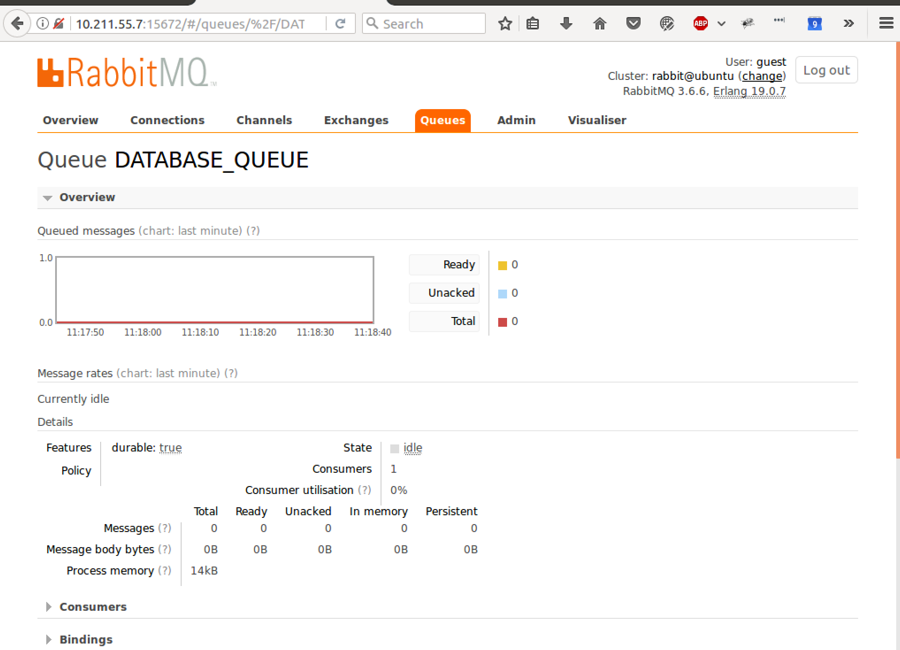 10.211.55.7:15672/#/queues/%2F/DAT
Search
ABP
9
RabbitMQ
User: guest
Cluster: rabbit@ubuntu (change)
RabbitMQ 3.6.6, Erlang 19.0.7
Log out
Overview Connections Channels Exchanges Queues Admin Visualiser
Queue DATABASE_QUEUE
Overview
Queued messages (chart: last minute) (?)
1.0
0.0
11:17:50 11:18:00 11:18:10 11:18:20 11:18:30 11:18:40
Ready 0
Unacked 0
Total 0
Message rates (chart: last minute) (?)
Currently idle
Details
Features durable: true
Policy
State idle
Consumers 1
Consumer utilisation (?) 0%
Total Ready Unacked In memory Persistent
Messages (?) 0 0 0 0 0
Message body bytes (?) 0B 0B 0B 0B 0B
Process memory (?) 14kB
Consumers
Bindings